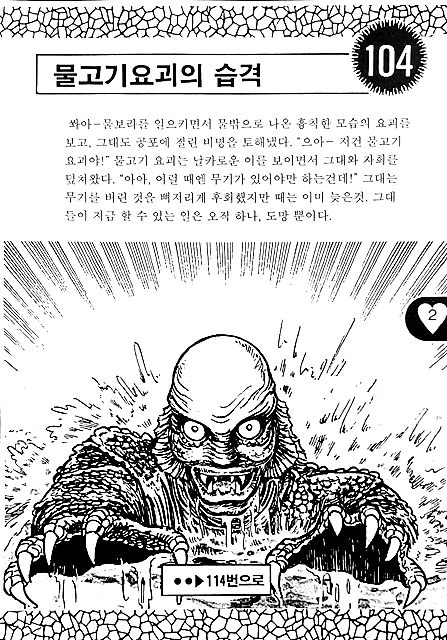 104
물고기요괴의 습격
쏴아-물보라를 일으키면서 물밖으로 나온 흉칙한 모습의 요괴를
보고, 그대도 공포에 질린 비명을 토해냈다. "으아- 저건 물고기
요괴야!" 물고기 요괴는 날카로운 이를 보이면서 그대와 자회를
덮쳐왔다. "아아, 이럴 때엔 무기가 있어야만 하는건데!" 그대는
무기를 버린 것을 뼈저리게 후회했지만 때는 이미 늦은것. 그대
들이 지금 할 수 있는 일은 오직 하나, 도망 뿐이다.
2
●●▶114번으로